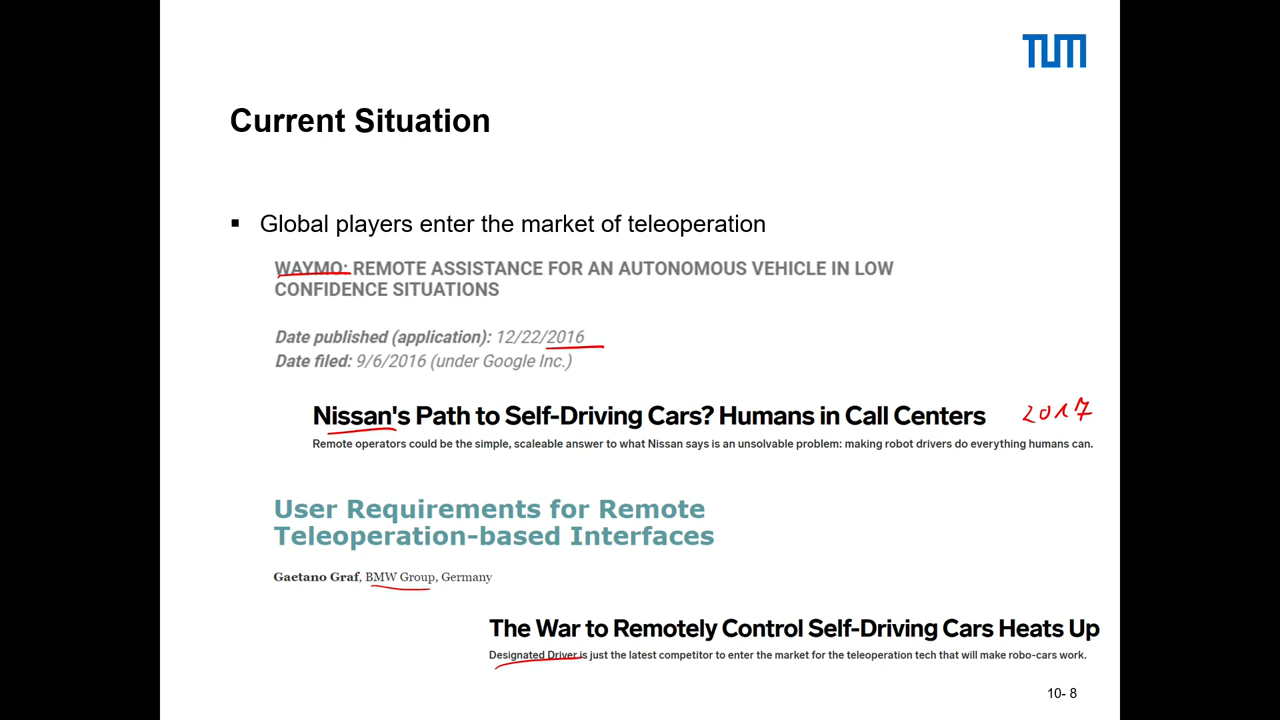 TUM
Current Situation
▪ Global players enter the market of teleoperation
WAYMO: REMOTE ASSISTANCE FOR AN AUTONOMOUS VEHICLE IN LOW
CONFIDENCE SITUATIONS
Date published (application): 12/22/2016
Date filed: 9/6/2016 (under Google Inc.)
Nissan's Path to Self-Driving Cars? Humans in Call Centers 2017
Remote operators could be the simple, scaleable answer to what Nissan says is an unsolvable problem: making robot drivers do everything humans can.
User Requirements for Remote
Teleoperation-based Interfaces
Gaetano Graf, BMW Group, Germany
The War to Remotely Control Self-Driving Cars Heats Up
Designated Driver is just the latest competitor to enter the market for the teleoperation tech that will make robo-cars work.
10- 8